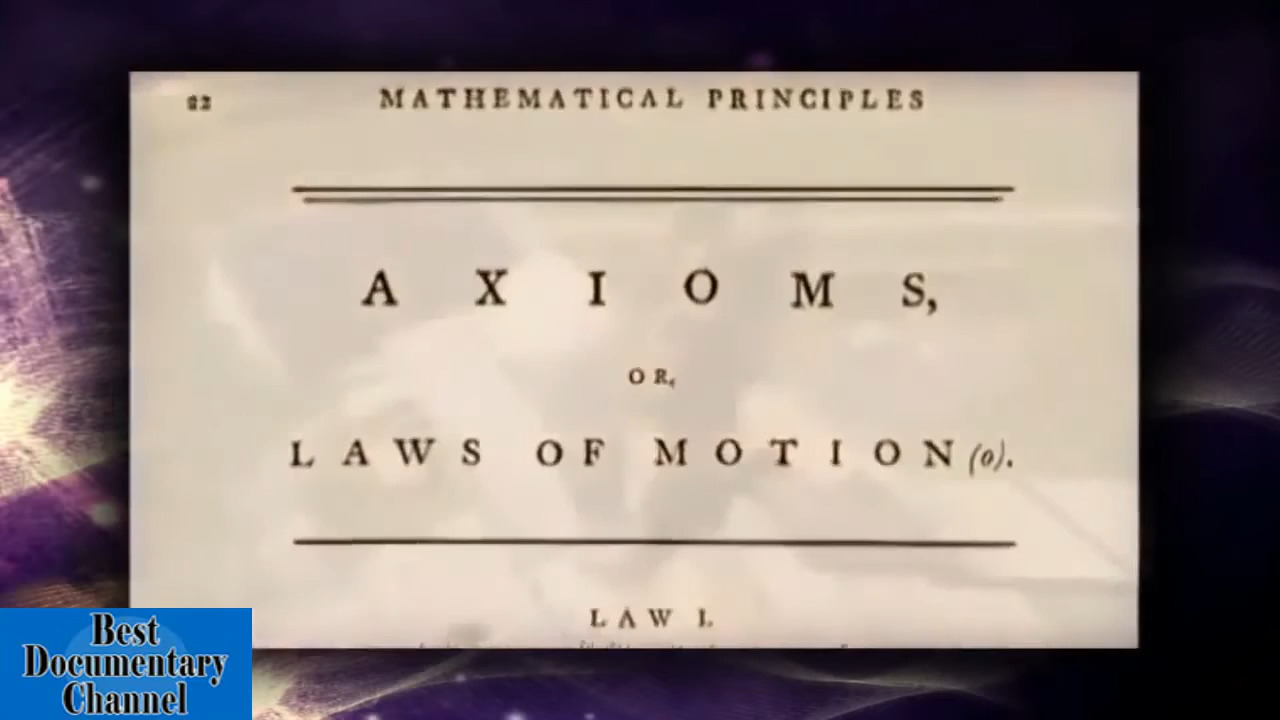 22 MATHEMATICAL PRINCIPLES
AXIOMS,
OR,
LAWS OF MOTION (o).
LAW I.
Best
Documentary
Channel